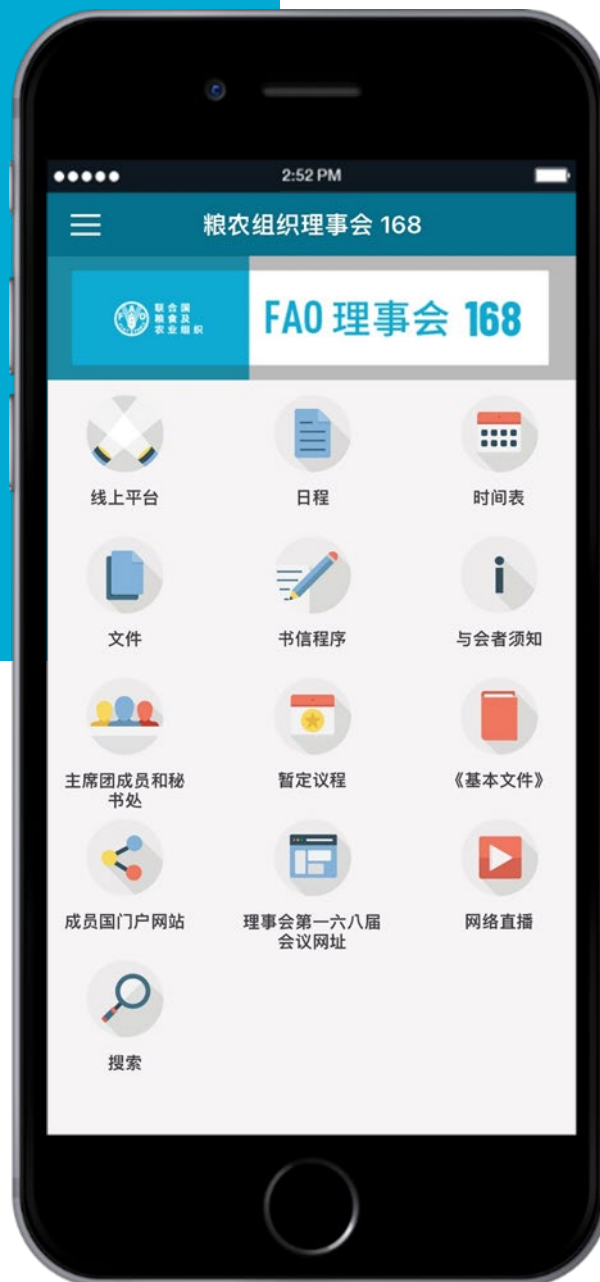 2:52 PM
粮农组织理事会 168
联合国
粮食及
农业组织
FAO 理事会 168
线上平台
日程
时间表
文件
书信程序
与会者须知
主席团成员和秘
书处
暂定议程
《基本文件》
成员国门户网站
理事会第一六八届
会议网址
网络直播
搜索